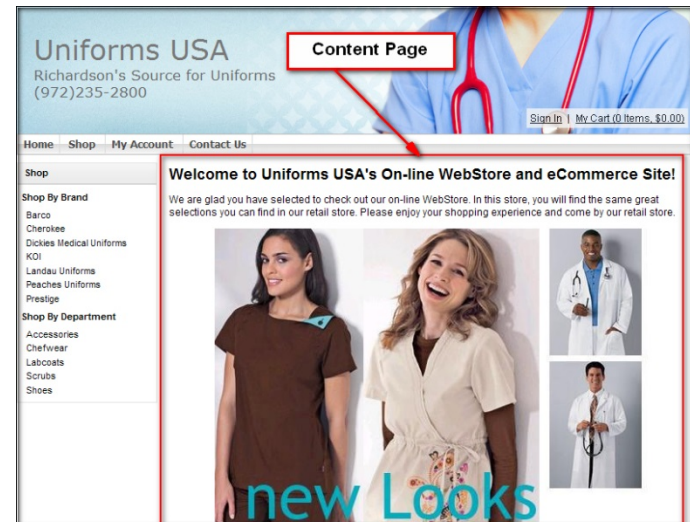 Uniforms USA
Richardson's Source for Uniforms
(972)235-2800
Content Page
Sign In | My Cart (0 Items, $0.00)
Home Shop My Account Contact Us
Shop
Shop By Brand
Barco
Cherokee
Dickies Medical Uniforms
KOI
Landau Uniforms
Peaches Uniforms
Prestige
Shop By Department
Accessories
Chefwear
Labcoats
Scrubs
Shoes
Welcome to Uniforms USA's On-line WebStore and eCommerce Site!
We are glad you have selected to check out our on-line WebStore. In this store, you will find the same great
selections you can find in our retail store. Please enjoy your shopping experience and come by our retail store.
new Looks